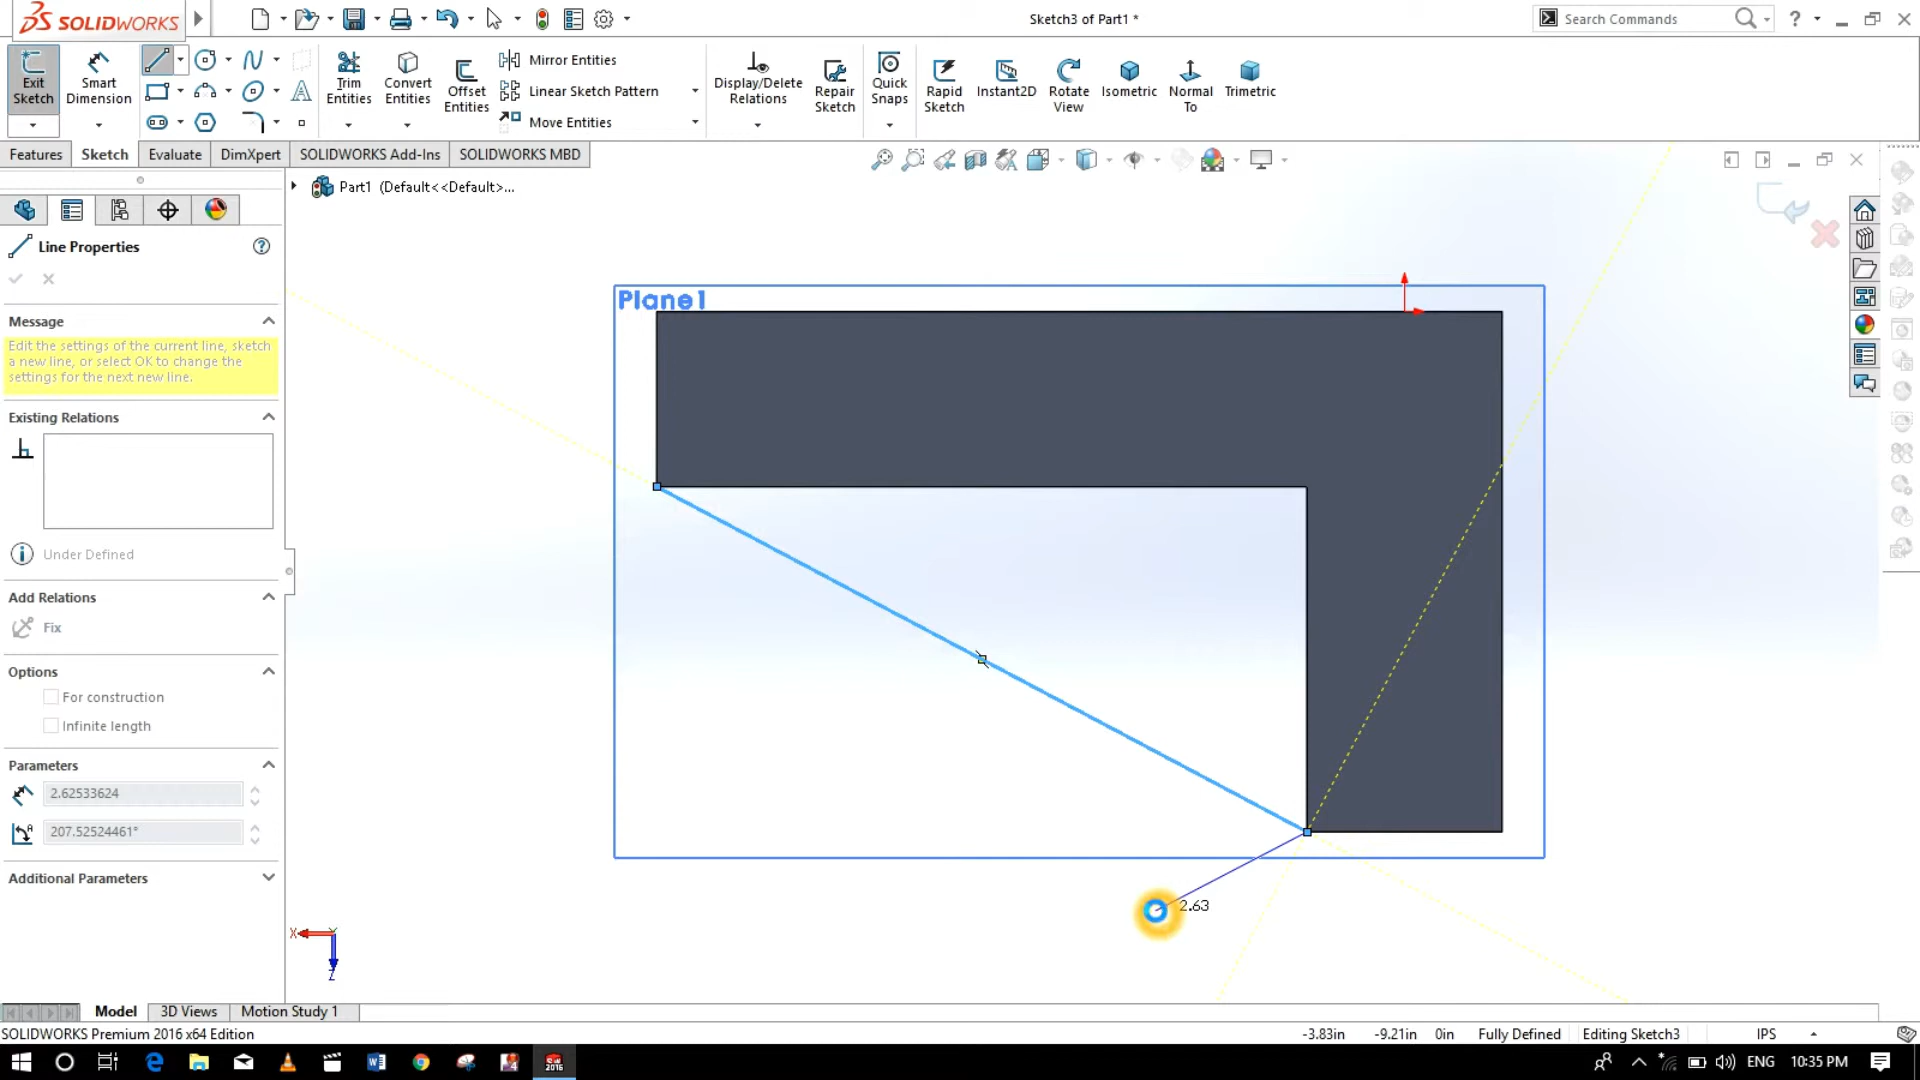 SOLIDWORKS
Sketch3 of Part1 *
Search Commands
?
Exit Sketch
Smart Dimension
Trim Entities
Convert Entities
Offset Entities
Mirror Entities
Linear Sketch Pattern
Move Entities
Display/Delete Relations
Repair Sketch
Quick Snaps
Rapid Sketch
Instant2D
Rotate View
Isometric
Normal To
Trimetric
Features
Sketch
Evaluate
DimXpert
SOLIDWORKS Add-Ins
SOLIDWORKS MBD
Part1 (Default<<Default>...
Line Properties
?
Message
Edit the settings of the current line, sketch
a new line, or select OK to change the
settings for the next new line.
Existing Relations
Under Defined
Add Relations
Fix
Options
For construction
Infinite length
Parameters
2.62533624
207.52524461°
Additional Parameters
Plane1
2.63
X
Z
Model
3D Views
Motion Study 1
SOLIDWORKS Premium 2016 x64 Edition
-3.83in
-9.21in
0in
Fully Defined
Editing Sketch3
IPS
ENG
10:35 PM